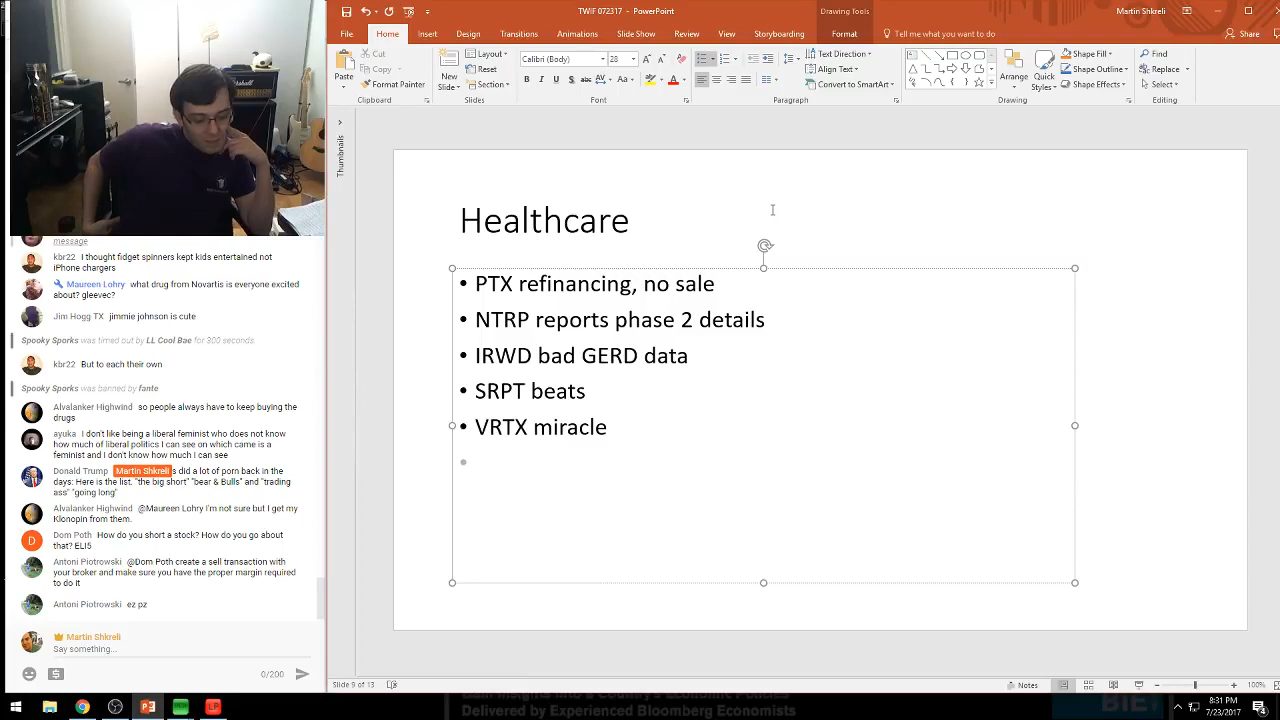 TWIF 072317 - PowerPoint
Drawing Tools
Martin Shkreli
File
Home
Insert
Design
Transitions
Animations
Slide Show
Review
View
Storyboarding
Format
Tell me what you want to do
Share
Paste
Cut
Copy
Format Painter
Clipboard
New
Slide
Layout
Reset
Section
Slides
Calibri (Body)
28
B I U S abc AV Aa A
Font
Text Direction
Align Text
Convert to SmartArt
Paragraph
Arrange
Quick
Styles
Shape Fill
Shape Outline
Shape Effects
Drawing
Find
Replace
Select
Editing
Marshall
Thumbnails
Healthcare
• PTX refinancing, no sale
• NTRP reports phase 2 details
• IRWD bad GERD data
• SRPT beats
• VRTX miracle
•
message
kbr22 I thought fidget spinners kept kids entertained not
iPhone chargers
Maureen Lohry what drug from Novartis is everyone excited
about? gleevec?
Jim Hogg TX jimmie johnson is cute
Spooky Sporks was timed out by LL Cool Bae for 300 seconds.
kbr22 But to each their own
Spooky Sporks was banned by fante
Alvalanker Highwind so people always have to keep buying the
drugs
ayuka I don't like being a liberal feminist who does not know
how much of liberal politics I can see on which came is a
feminist and I don't know how much I can see
Donald Trump Martin Shkreli s did a lot of porn back in the
days: Here is the list. "the big short" "bear & Bulls" and "trading
ass" "going long"
Alvalanker Highwind @Maureen Lohry I'm not sure but I get my
Klonopin from them.
D
Dom Poth How do you short a stock? How do you go about
that? ELI5
Antoni Piotrowski @Dom Poth create a sell transaction with
your broker and make sure you have the proper margin required
to do it
Antoni Piotrowski ez pz
Martin Shkreli
Say something...
0/200
Slide 9 of 13
Notes
100%
Delivered by Experienced Bloomberg Economists
LP
8:31 PM
7/23/2017